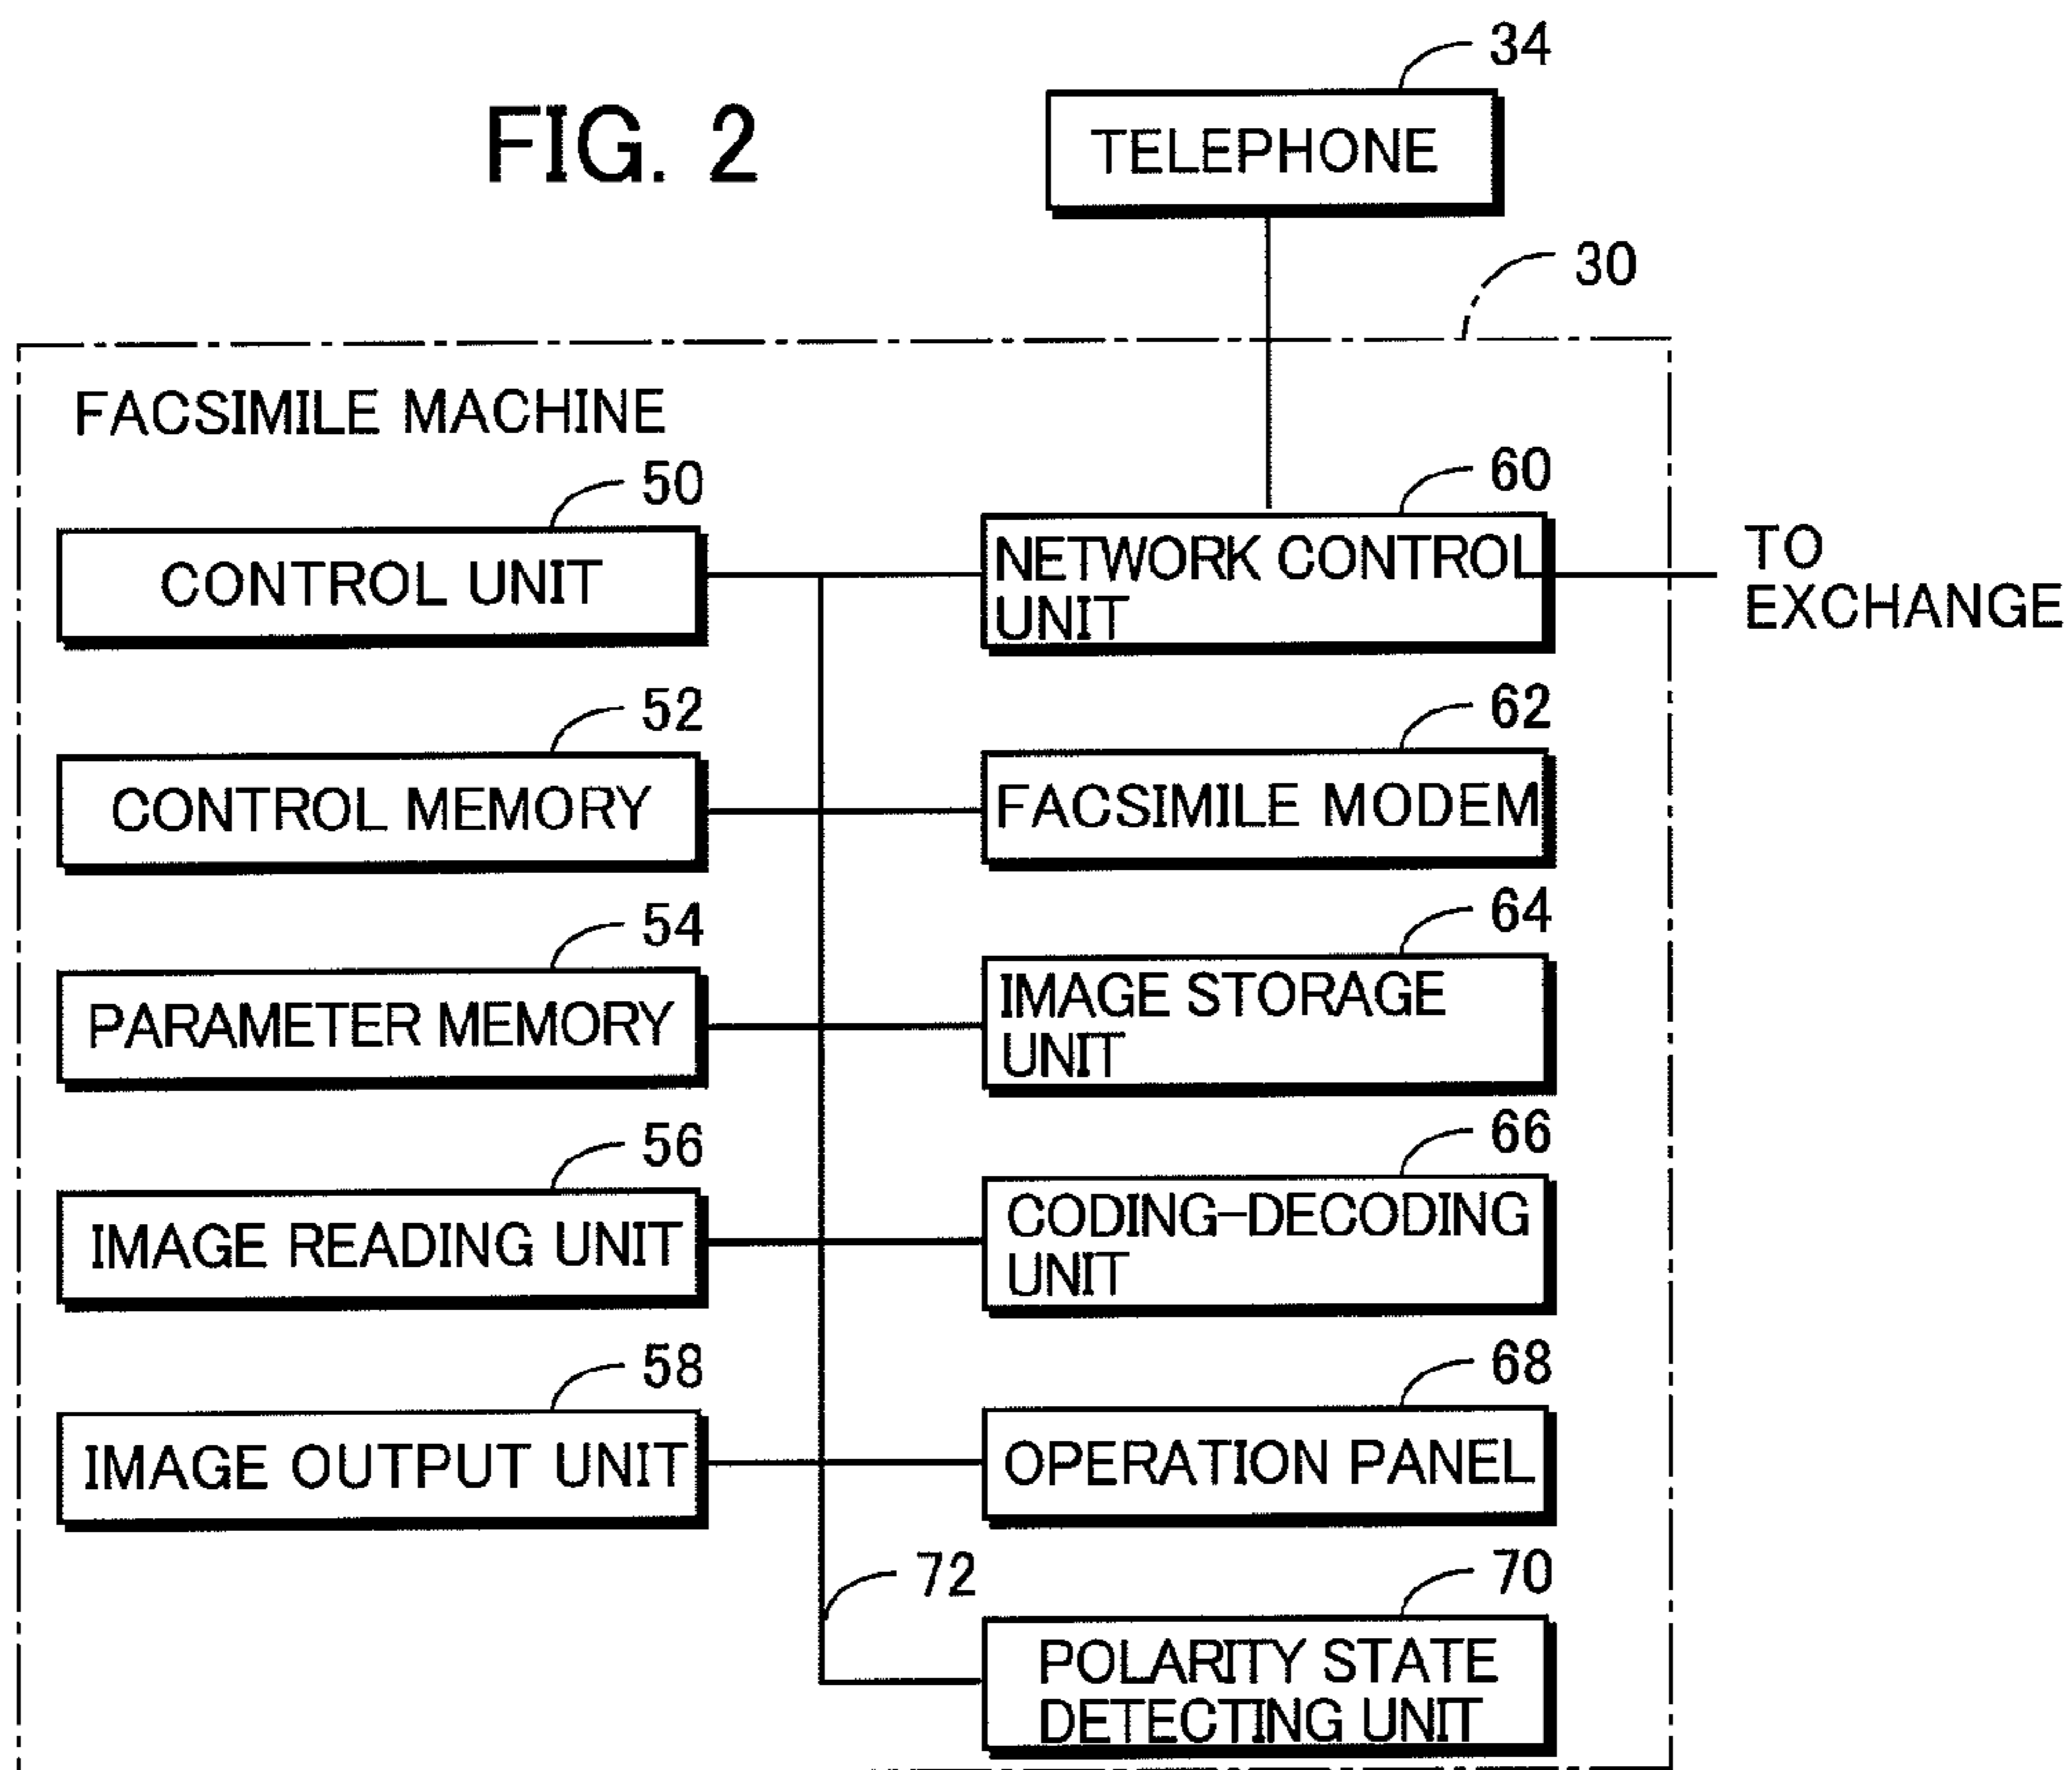 FIG. 2
34
TELEPHONE
30
FACSIMILE MACHINE
50
CONTROL UNIT
60
NETWORK CONTROL
UNIT
TO
EXCHANGE
52
CONTROL MEMORY
62
FACSIMILE MODEM
54
PARAMETER MEMORY
64
IMAGE STORAGE
UNIT
56
IMAGE READING UNIT
66
CODING-DECODING
UNIT
58
IMAGE OUTPUT UNIT
68
OPERATION PANEL
72
70
POLARITY STATE
DETECTING UNIT